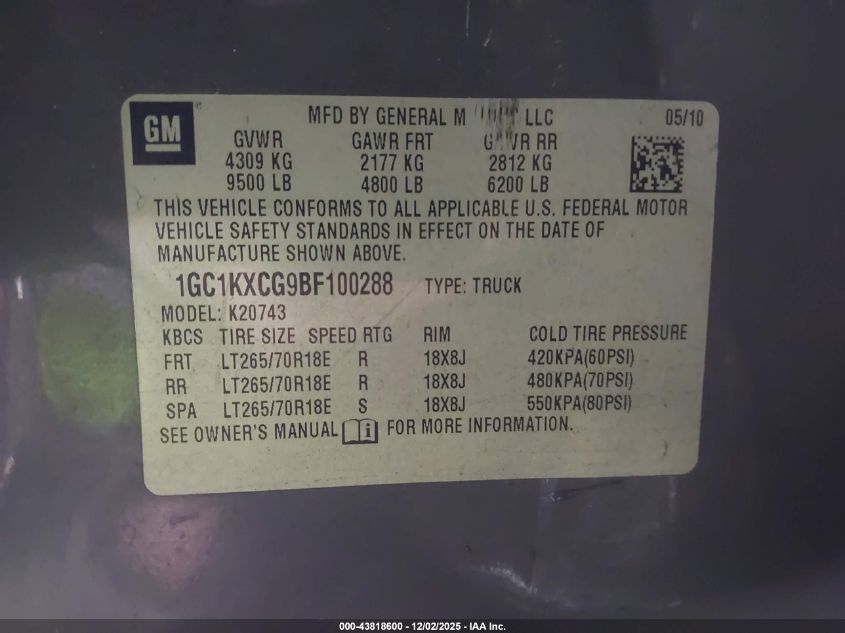 GM ®
MFD BY GENERAL M LLC 05/10
GVWR GAWR FRT GAWR RR
4309 KG 2177 KG 2812 KG
9500 LB 4800 LB 6200 LB
THIS VEHICLE CONFORMS TO ALL APPLICABLE U.S. FEDERAL MOTOR
VEHICLE SAFETY STANDARDS IN EFFECT ON THE DATE OF
MANUFACTURE SHOWN ABOVE.
1GC1KXCG9BF100288 TYPE: TRUCK
MODEL: K20743
KBCS TIRE SIZE SPEED RTG RIM COLD TIRE PRESSURE
FRT LT265/70R18E R 18X8J 420KPA(60PSI)
RR LT265/70R18E R 18X8J 480KPA(70PSI)
SPA LT265/70R18E S 18X8J 550KPA(80PSI)
SEE OWNER'S MANUAL i FOR MORE INFORMATION.
000-43818600 - 12/02/2025 - IAA Inc.